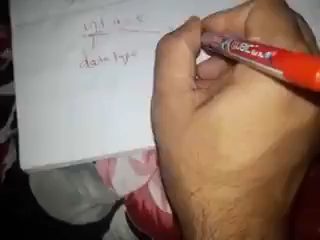 int a = 5
data type